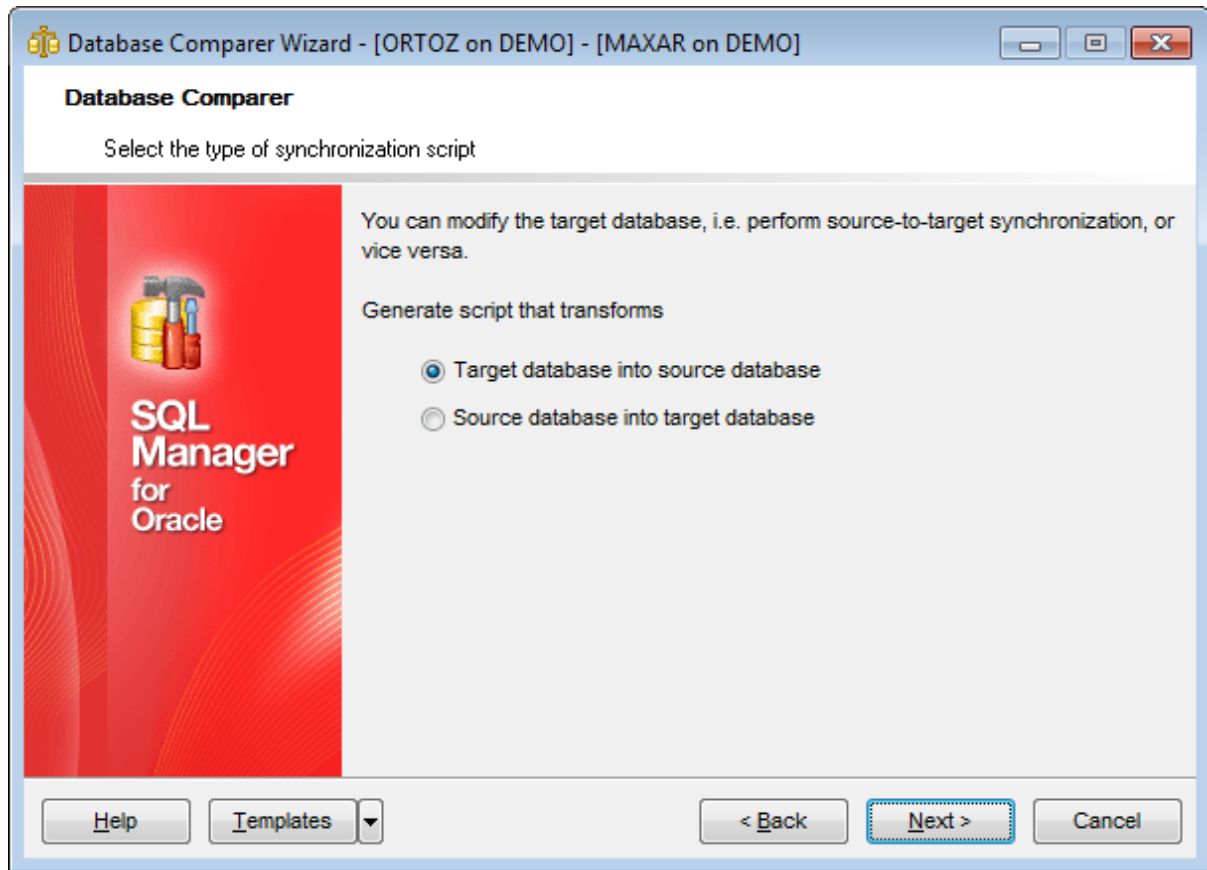 Database Comparer Wizard - [ORTOZ on DEMO] - [MAXAR on DEMO]
Database Comparer
Select the type of synchronization script
You can modify the target database, i.e. perform source-to-target synchronization, or
vice versa.
Generate script that transforms
Target database into source database
Source database into target database
SQL
Manager
for
Oracle
Help
Templates
< Back
Next >
Cancel